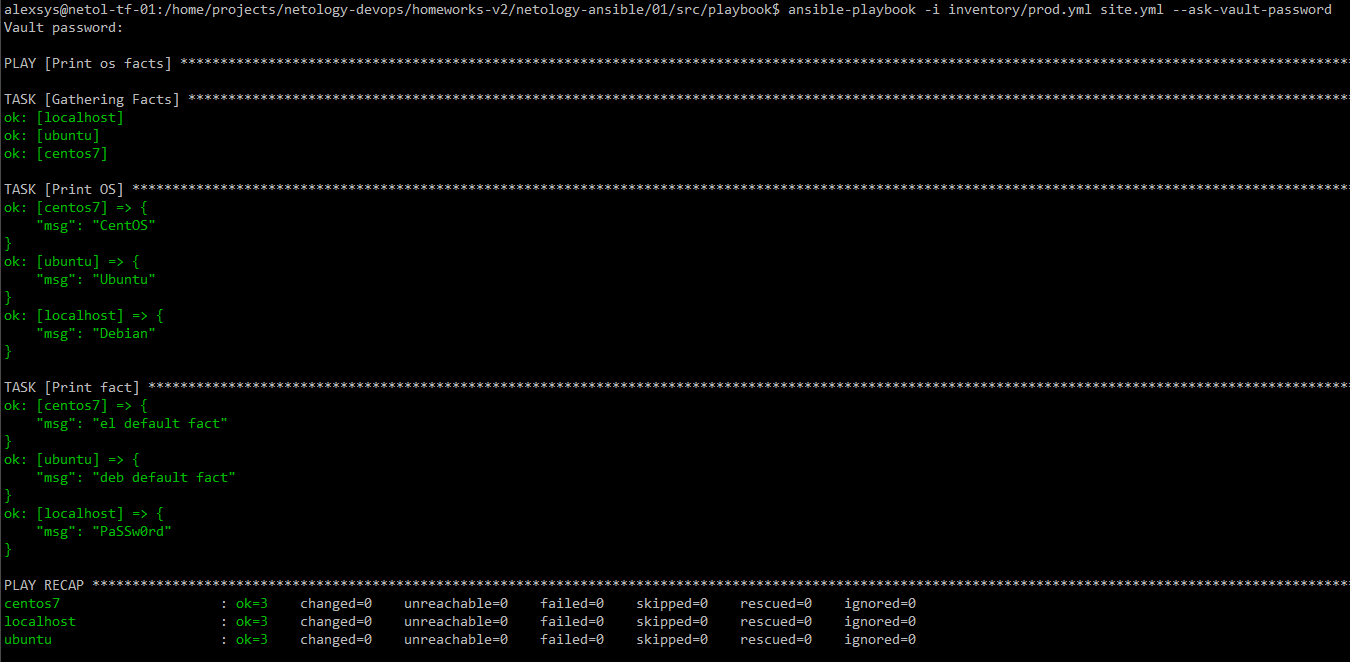 alexsys@netol-tf-01:/home/projects/netology-devops/homeworks-v2/netology-ansible/01/src/playbook$ ansible-playbook -i inventory/prod.yml site.yml --ask-vault-password
Vault password:
PLAY [Print os facts] ******************************************************************************************************************************************************
TASK [Gathering Facts] *****************************************************************************************************************************************************
ok: [localhost]
ok: [ubuntu]
ok: [centos7]
TASK [Print OS] ************************************************************************************************************************************************************
ok: [centos7] => {
    "msg": "CentOS"
}
ok: [ubuntu] => {
    "msg": "Ubuntu"
}
ok: [localhost] => {
    "msg": "Debian"
}
TASK [Print fact] **********************************************************************************************************************************************************
ok: [centos7] => {
    "msg": "el default fact"
}
ok: [ubuntu] => {
    "msg": "deb default fact"
}
ok: [localhost] => {
    "msg": "PaSSw0rd"
}
PLAY RECAP *****************************************************************************************************************************************************************
centos7                    : ok=3    changed=0    unreachable=0    failed=0    skipped=0    rescued=0    ignored=0
localhost                  : ok=3    changed=0    unreachable=0    failed=0    skipped=0    rescued=0    ignored=0
ubuntu                     : ok=3    changed=0    unreachable=0    failed=0    skipped=0    rescued=0    ignored=0